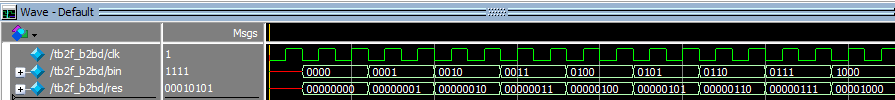 Wave - Default
Msgs
/tb2f_b2bd/clk 1
/tb2f_b2bd/bin 1111 0000 0001 0010 0011 0100 0101 0110 0111 1000
/tb2f_b2bd/res 00010101 00000000 00000001 00000010 00000011 00000100 00000101 00000110 00000111 00001000